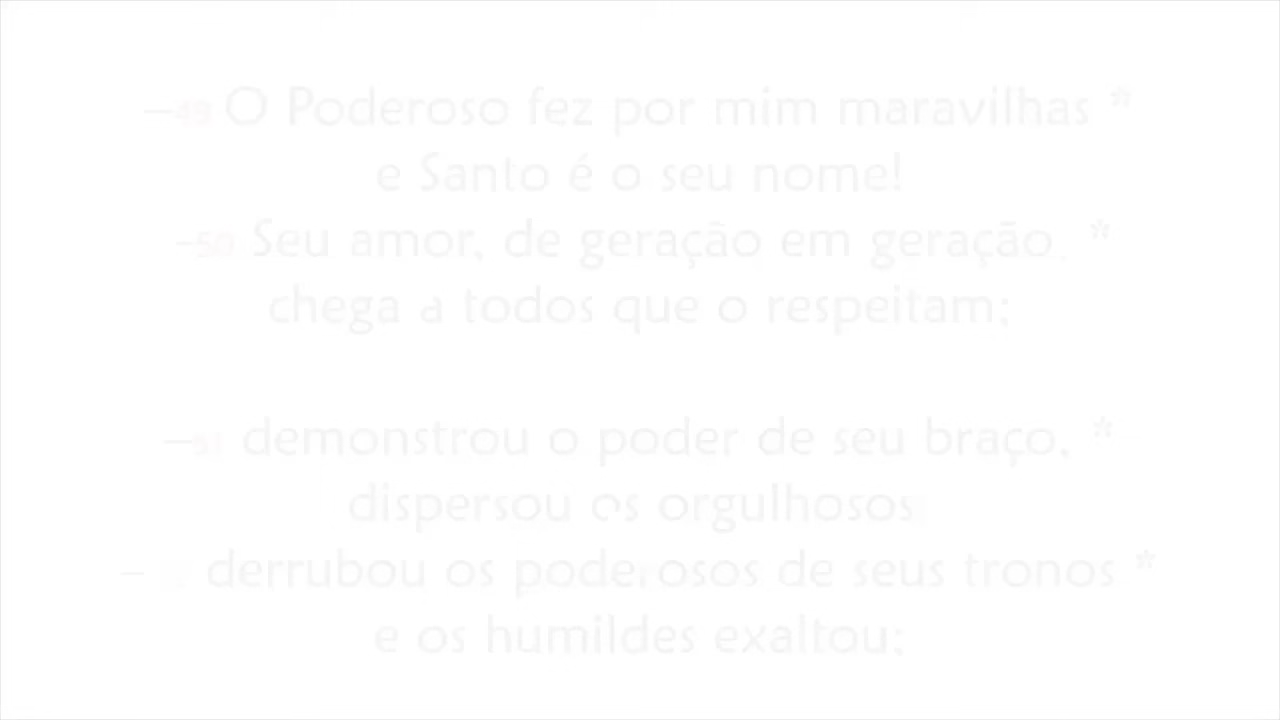 –49 O Poderoso fez por mim maravilhas *
e Santo é o seu nome!
–50 Seu amor, de geração em geração, *
chega a todos que o respeitam;
–51 demonstrou o poder de seu braço, *
dispersou os orgulhosos;
– derrubou os poderosos de seus tronos *
e os humildes exaltou;